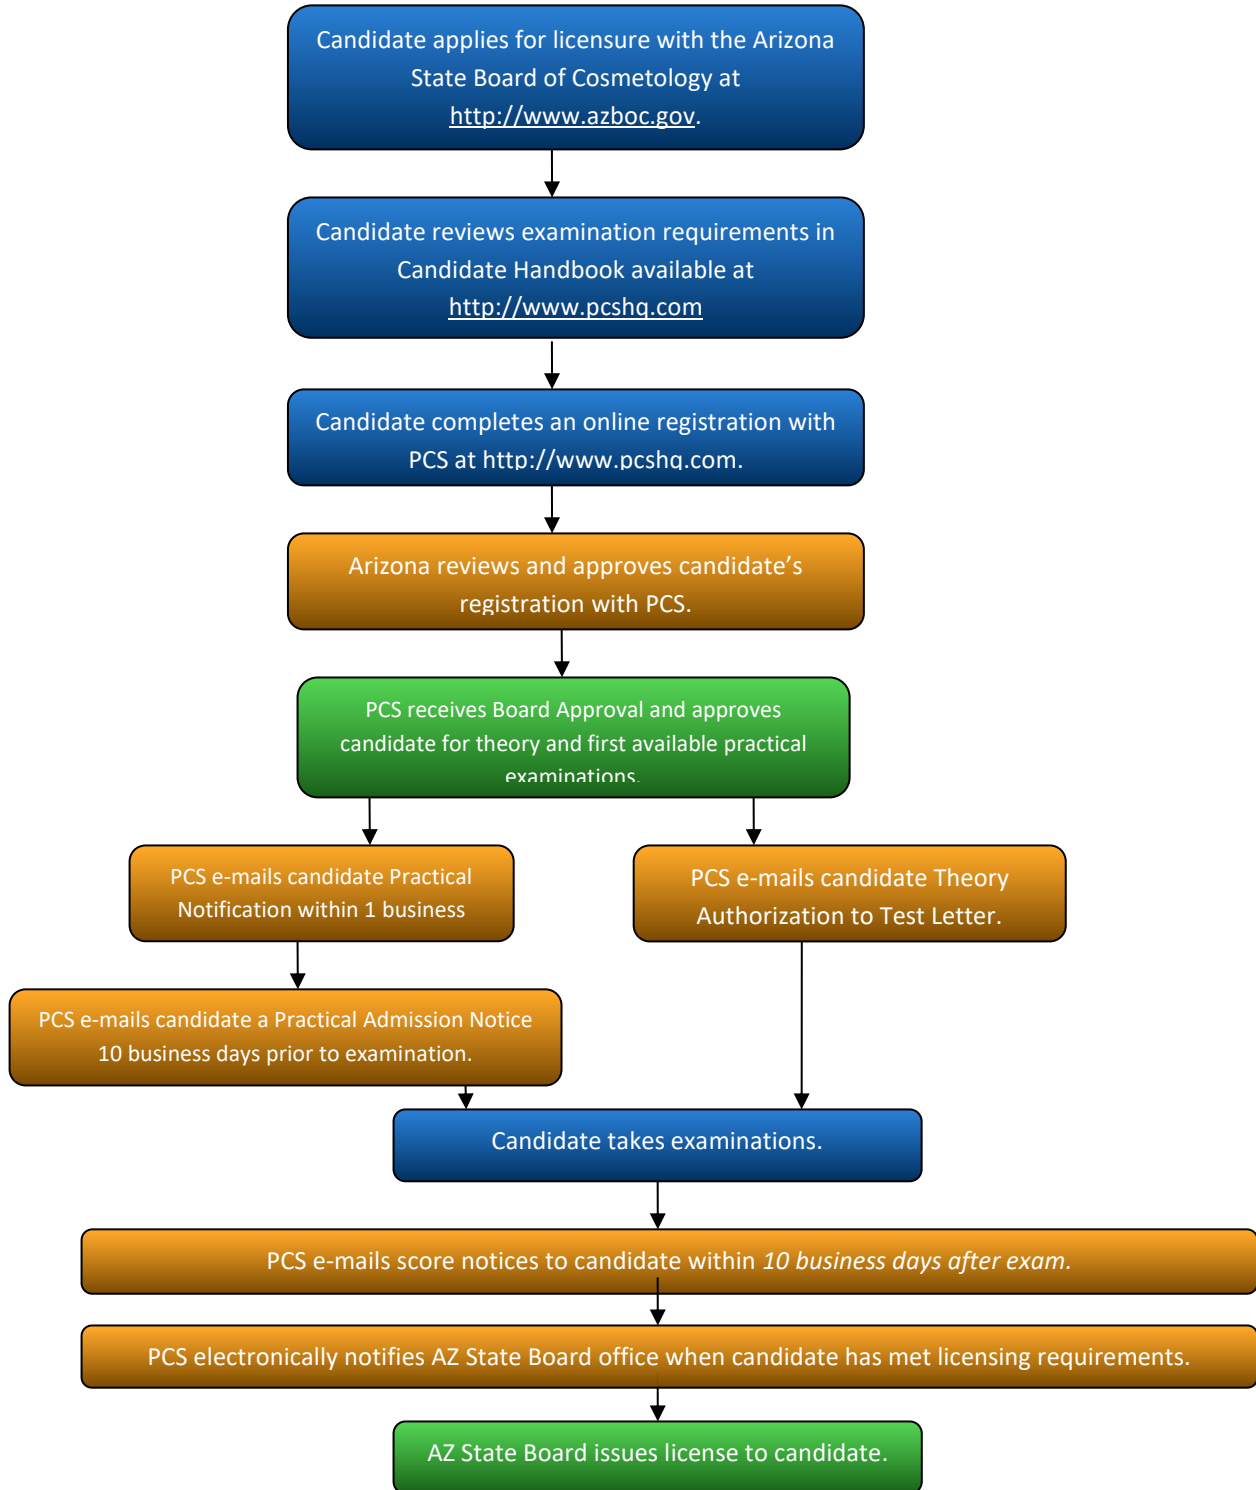 Candidate applies for licensure with the Arizona
State Board of Cosmetology at
http://www.azboc.gov.
Candidate reviews examination requirements in
Candidate Handbook available at
http://www.pcshq.com
Candidate completes an online registration with
PCS at http://www.pcshq.com.
Arizona reviews and approves candidate’s
registration with PCS.
PCS receives Board Approval and approves
candidate for theory and first available practical
examinations.
PCS e-mails candidate Practical
Notification within 1 business
PCS e-mails candidate Theory
Authorization to Test Letter.
PCS e-mails candidate a Practical Admission Notice
10 business days prior to examination.
Candidate takes examinations.
PCS e-mails score notices to candidate within 10 business days after exam.
PCS electronically notifies AZ State Board office when candidate has met licensing requirements.
AZ State Board issues license to candidate.